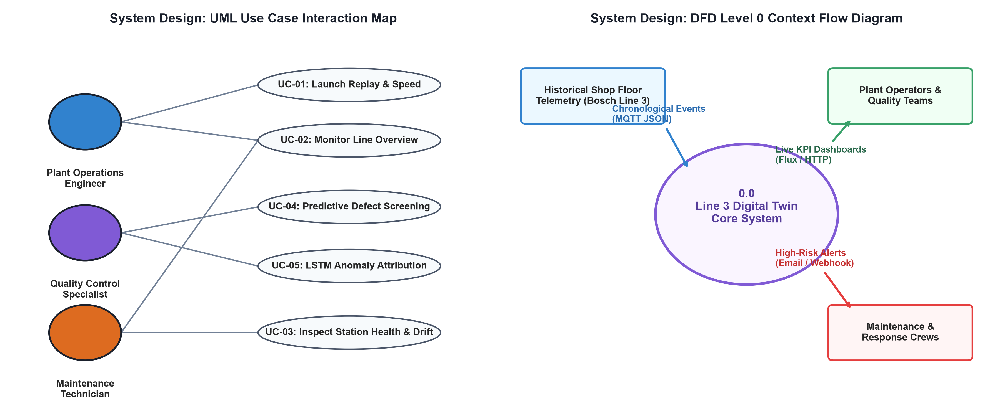 System Design: UML Use Case Interaction Map
UC-01: Launch Replay & Speed
UC-02: Monitor Line Overview
Plant Operations
Engineer
UC-04: Predictive Defect Screening
UC-05: LSTM Anomaly Attribution
Quality Control
Specialist
UC-03: Inspect Station Health & Drift
Maintenance
Technician
System Design: DFD Level 0 Context Flow Diagram
Historical Shop Floor
Telemetry (Bosch Line 3)
Chronological Events
(MQTT JSON)
Plant Operators &
Quality Teams
Live KPI Dashboards
(Flux / HTTP)
0.0
Line 3 Digital Twin
Core System
High-Risk Alerts
(Email / Webhook)
Maintenance &
Response Crews